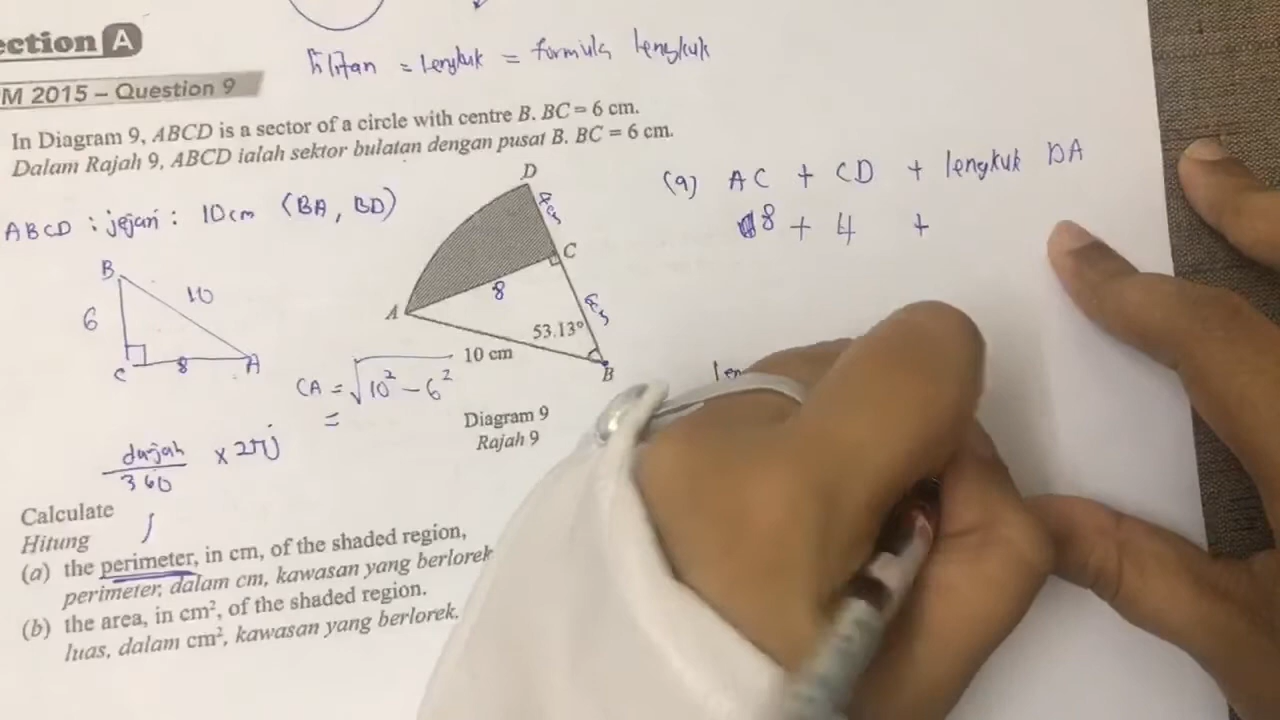 ection A
lilitan = lengkuk = formula lengkuk
M 2015 – Question 9
In Diagram 9, ABCD is a sector of a circle with centre B. BC = 6 cm.
Dalam Rajah 9, ABCD ialah sektor bulatan dengan pusat B. BC = 6 cm.
ABCD : jejari : 10cm (BA, BD)
(a) AC + CD + lengkuk DA
8 + 4 +
D
4cm
C
8
A
6cm
53.13°
10 cm
B
B
10
6
C
8
A
CA = √10² – 6²
=
Diagram 9
Rajah 9
len
darjah
360
× 2πj
Calculate
Hitung
(a) the perimeter, in cm, of the shaded region,
perimeter, dalam cm, kawasan yang berlorek
(b) the area, in cm², of the shaded region.
luas, dalam cm², kawasan yang berlorek.